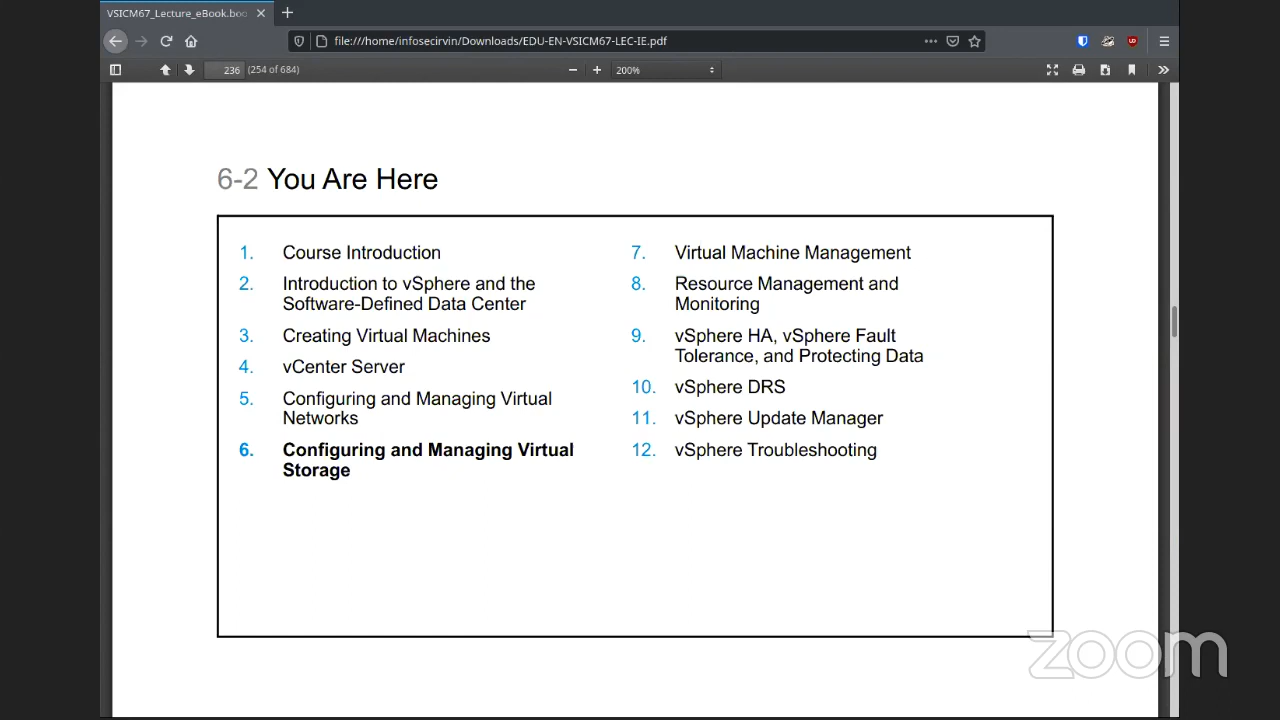 VSICM67_Lecture_eBook.boo
file:///home/infosecirvin/Downloads/EDU-EN-VSICM67-LEC-IE.pdf
236 (254 of 684)
200%
6-2 You Are Here
1. Course Introduction
2. Introduction to vSphere and the
Software-Defined Data Center
3. Creating Virtual Machines
4. vCenter Server
5. Configuring and Managing Virtual
Networks
6. Configuring and Managing Virtual
Storage
7. Virtual Machine Management
8. Resource Management and
Monitoring
9. vSphere HA, vSphere Fault
Tolerance, and Protecting Data
10. vSphere DRS
11. vSphere Update Manager
12. vSphere Troubleshooting
zoom